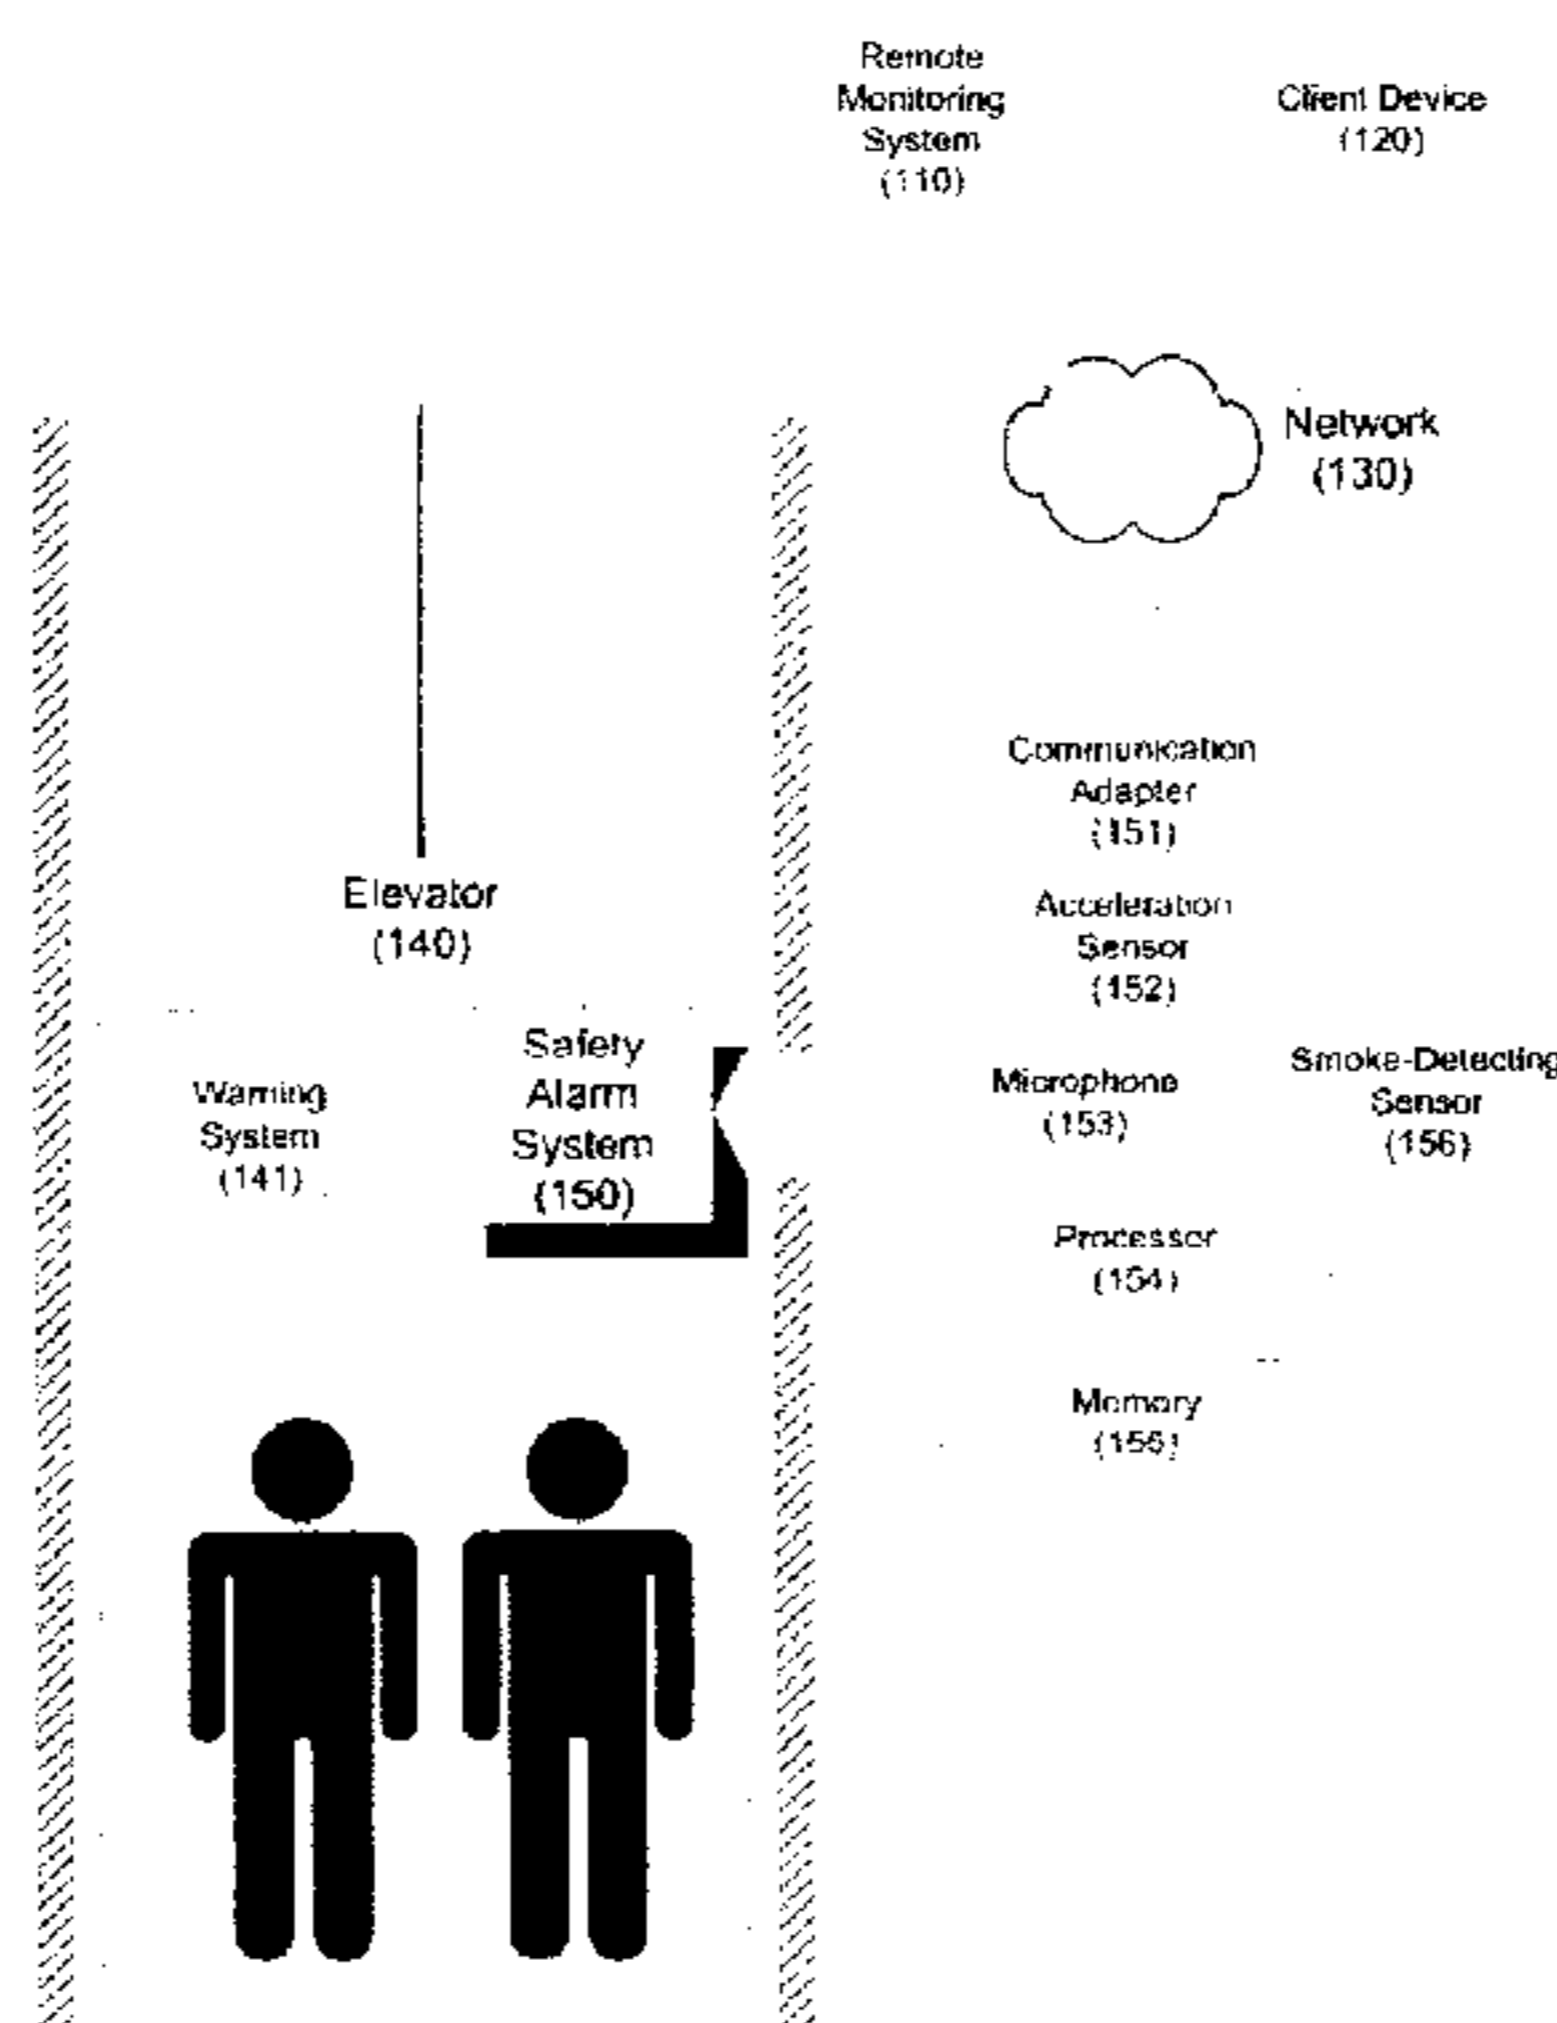 Remote
Monitoring
System
(110)
Client Device
(120)
Network
(130)
Communication
Adapter
(151)
Elevator
(140)
Acceleration
Sensor
(152)
Safety
Alarm
System
(150)
Warning
System
(141)
Microphone
(153)
Smoke-Detecting
Sensor
(156)
Processor
(154)
Memory
(155)